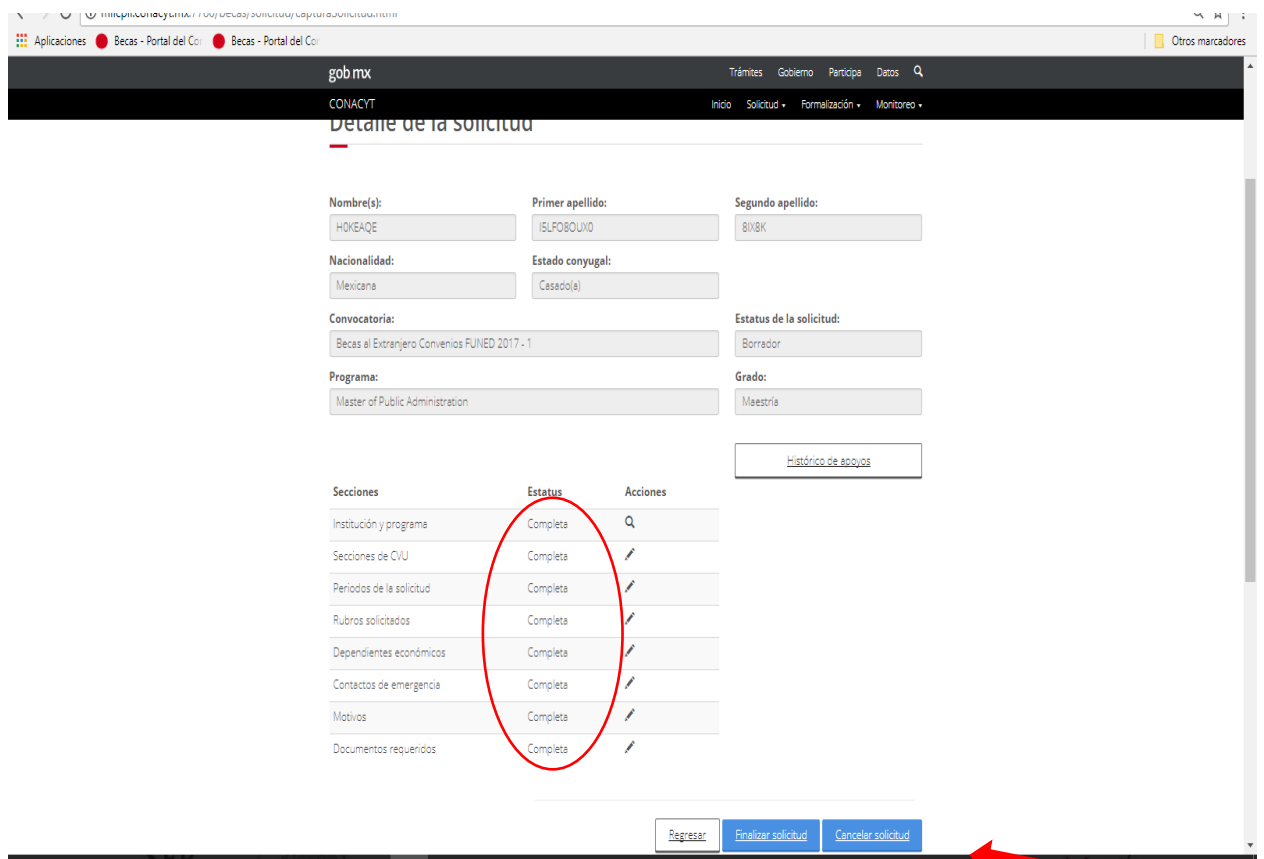 Aplicaciones Becas - Portal del Co Becas - Portal del Co Otros marcadores
gob mx Trámites Gobierno Participa Datos
CONACYT Inicio Solicitud Formalización Monitoreo
Detalle de la solicitud
Nombre(s): Primer apellido: Segundo apellido:
H0KEAQE I5LFO8OUX0 8IX8K
Nacionalidad: Estado conyugal:
Mexicana Casado(a)
Convocatoria: Estatus de la solicitud:
Becas al Extranjero Convenios FUNED 2017 - 1 Borrador
Programa: Grado:
Master of Public Administration Maestría
Histórico de apoyos
Secciones Estatus Acciones
Institución y programa Completa
Secciones de CVU Completa
Periodos de la solicitud Completa
Rubros solicitados Completa
Dependientes económicos Completa
Contactos de emergencia Completa
Motivos Completa
Documentos requeridos Completa
Regresar Finalizar solicitud Cancelar solicitud